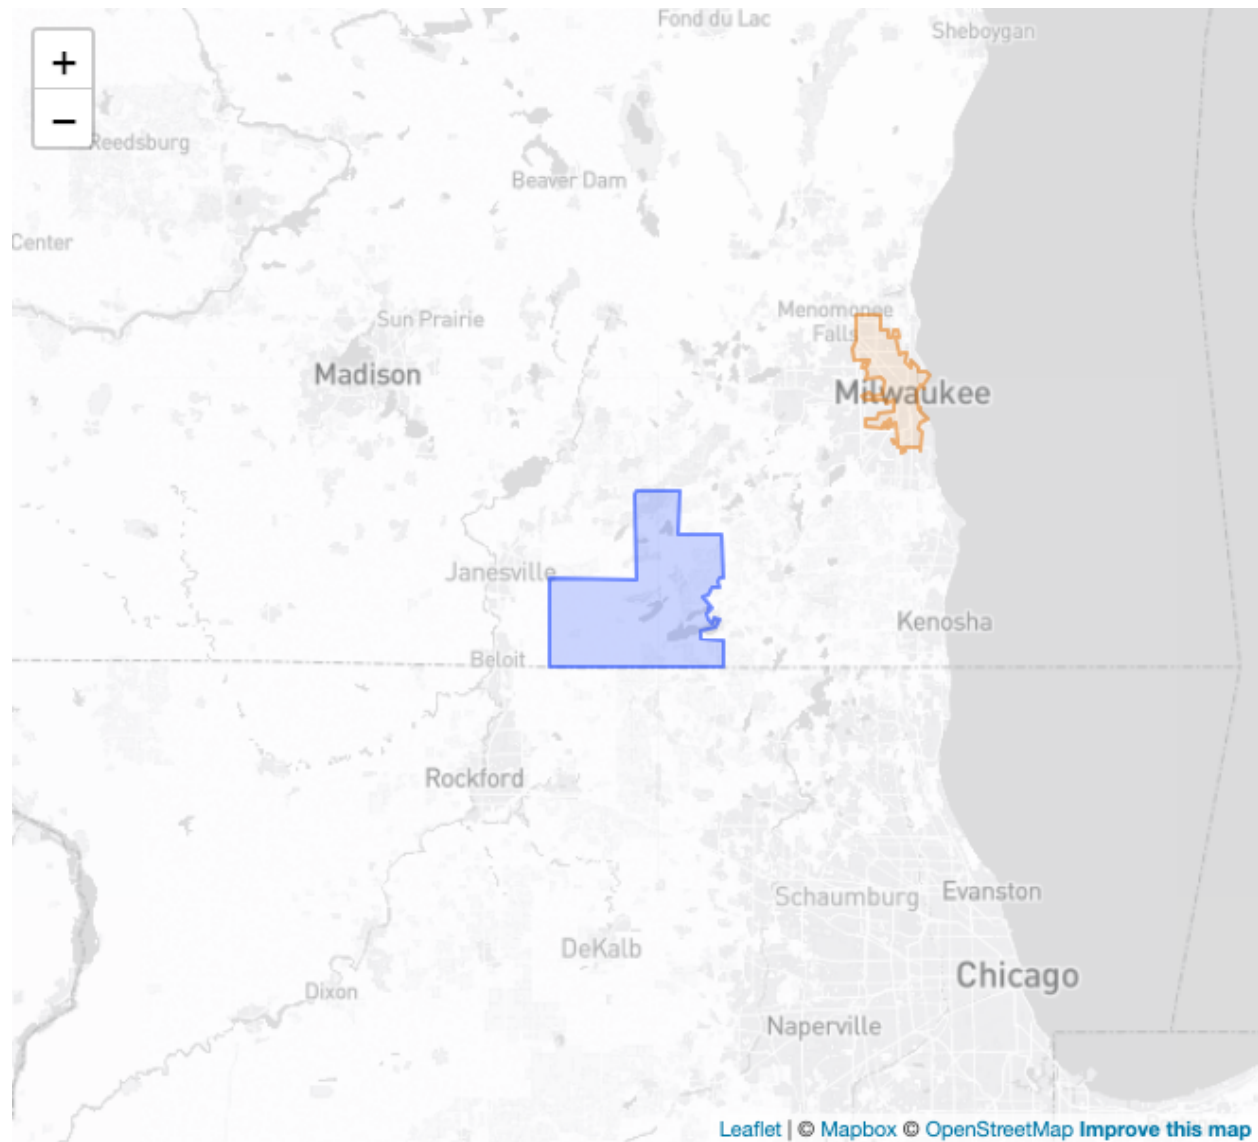 Fond du Lac
Sheboygan
+
−
Reedsburg
Beaver Dam
Center
Menomonee
Falls
Sun Prairie
Madison
Milwaukee
Janesville
Kenosha
Beloit
Rockford
Schaumburg
Evanston
DeKalb
Chicago
Dixon
Naperville
Leaflet | © Mapbox © OpenStreetMap Improve this map